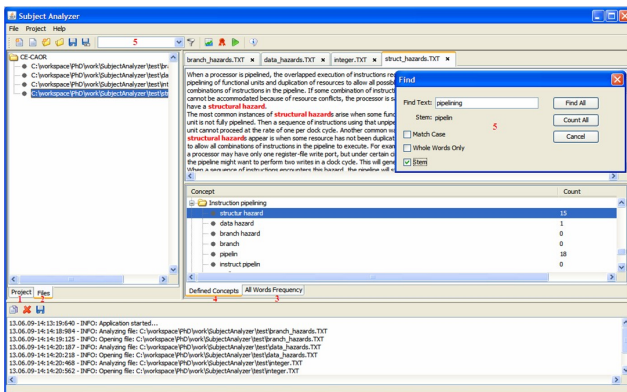 Subject Analyzer
File Project Help
5
CE-CAOR
C:\workspace\PhD\work\SubjectAnalyzer\test\bra
C:\workspace\PhD\work\SubjectAnalyzer\test\da
C:\workspace\PhD\work\SubjectAnalyzer\test\int
C:\workspace\PhD\work\SubjectAnalyzer\test\str
Project Files
1 2
branch_hazards.TXT × data_hazards.TXT × integer.TXT × struct_hazards.TXT ×
When a processor is pipelined, the overlapped execution of instructions req
pipelining of functional units and duplication of resources to allow all possib
combinations of instructions in the pipeline. If some combination of instruct
cannot be accommodated because of resource conflicts, the processor is s
have a structural hazard.
The most common instances of structural hazards arise when some func
unit is not fully pipelined. Then a sequence of instructions using that unpipe
unit cannot proceed at the rate of one per clock cycle. Another common w
structural hazards appear is when some resource has not been duplicat
to allow all combinations of instructions in the pipeline to execute. For exam
a processor may have only one register-file write port, but under certain c
the pipeline might want to perform two writes in a clock cycle. This will gene
When a sequence of instructions encounters this hazard, the pipeline will s
Find
Find Text: pipelining Find All
Stem: pipelin Count All
Match Case 5 Cancel
Whole Words Only
Stem
Concept Count
Instruction pipelining
structur hazard 15
data hazard 1
branch hazard 0
branch 0
pipelin 18
instruct pipelin 0
Defined Concepts All Words Frequency
4 3
13.06.09-14:13:19:640 - INFO: Application started...
13.06.09-14:14:18:984 - INFO: Analyzing file: C:\workspace\PhD\work\SubjectAnalyzer\test\branch_hazards.TXT
13.06.09-14:14:19:125 - INFO: Opening file: C:\workspace\PhD\work\SubjectAnalyzer\test\branch_hazards.TXT
13.06.09-14:14:20:187 - INFO: Analyzing file: C:\workspace\PhD\work\SubjectAnalyzer\test\data_hazards.TXT
13.06.09-14:14:20:218 - INFO: Opening file: C:\workspace\PhD\work\SubjectAnalyzer\test\data_hazards.TXT
13.06.09-14:14:20:468 - INFO: Analyzing file: C:\workspace\PhD\work\SubjectAnalyzer\test\integer.TXT
13.06.09-14:14:20:562 - INFO: Opening file: C:\workspace\PhD\work\SubjectAnalyzer\test\integer.TXT